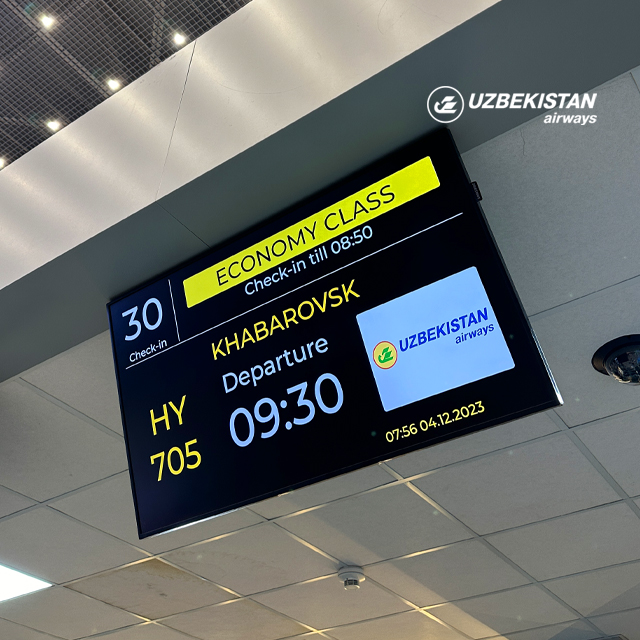 UZBEKISTAN
airways
30
Check-in
ECONOMY CLASS
Check-in till 08:50
KHABAROVSK
HY
705
Departure
09:30
UZBEKISTAN
airways
07:56 04.12.2023